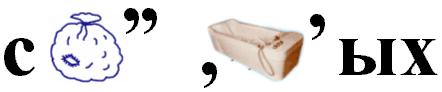 с ,, , ' ых